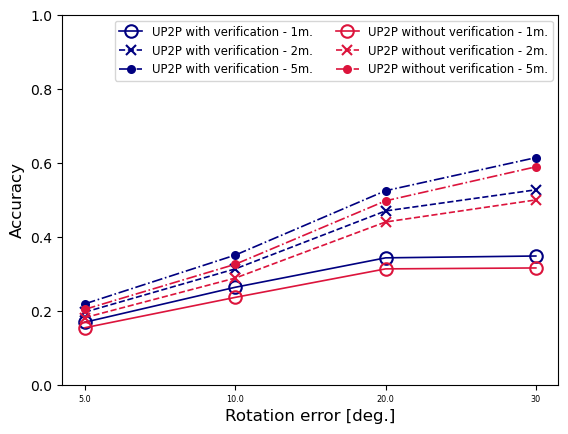 UP2P with verification - 1m.
UP2P with verification - 2m.
UP2P with verification - 5m.
UP2P without verification - 1m.
UP2P without verification - 2m.
UP2P without verification - 5m.
1.0
0.8
0.6
0.4
0.2
0.0
Accuracy
5.0 10.0 20.0 30
Rotation error [deg.]